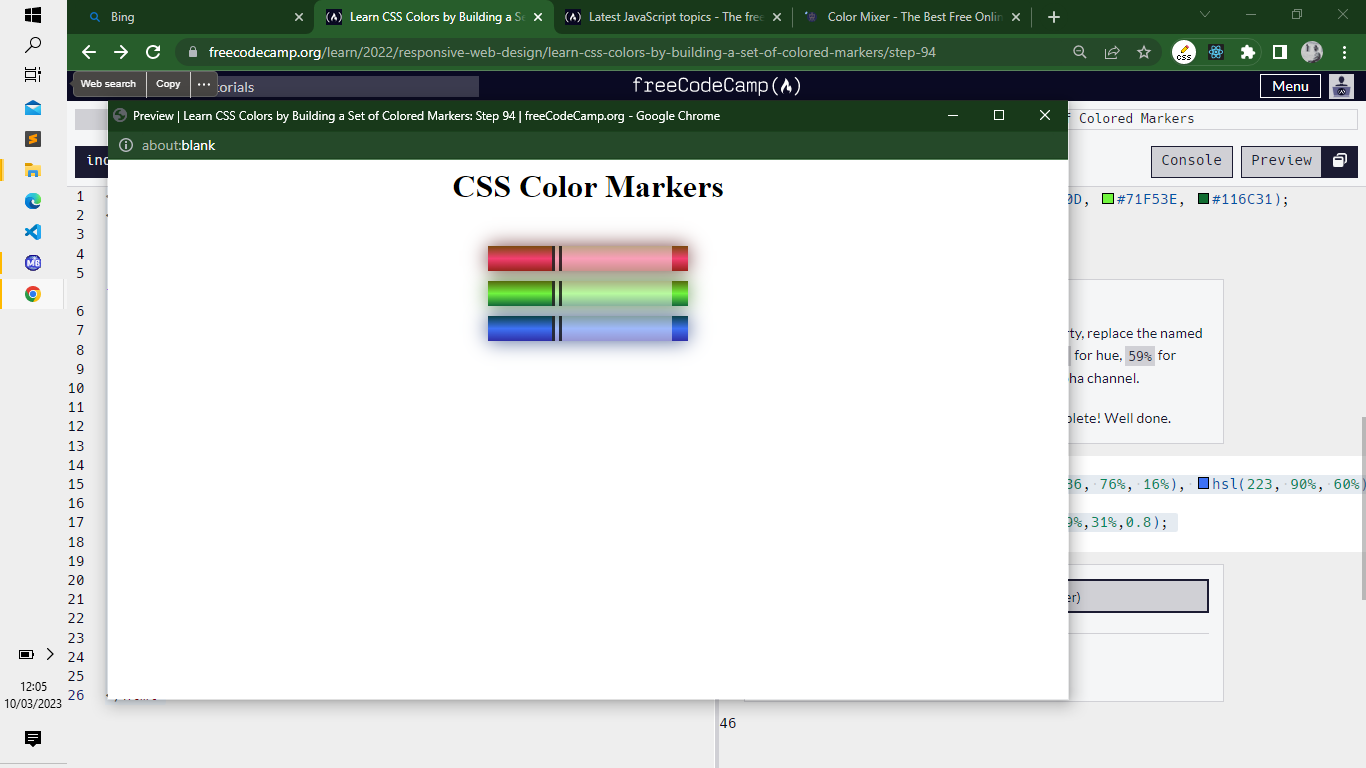 Bing
Learn CSS Colors by Building a Se
Latest JavaScript topics - The free
Color Mixer - The Best Free Onlin
freecodecamp.org/learn/2022/responsive-web-design/learn-css-colors-by-building-a-set-of-colored-markers/step-94
css
Web search
Copy
...
torials
freeCodeCamp
Menu
Preview | Learn CSS Colors by Building a Set of Colored Markers: Step 94 | freeCodeCamp.org - Google Chrome
about:blank
f Colored Markers
Console
Preview
CSS Color Markers
1
2
3
4
5
6
7
8
9
10
11
12
13
14
15
16
17
18
19
20
21
22
23
24
25
26
0D, #71F53E, #116C31);
ty, replace the named
for hue, 59% for
ha channel.
plete! Well done.
86, 76%, 16%), hsl(223, 90%, 60%)
9%,31%,0.8);
er)
46
MB
12:05
10/03/2023